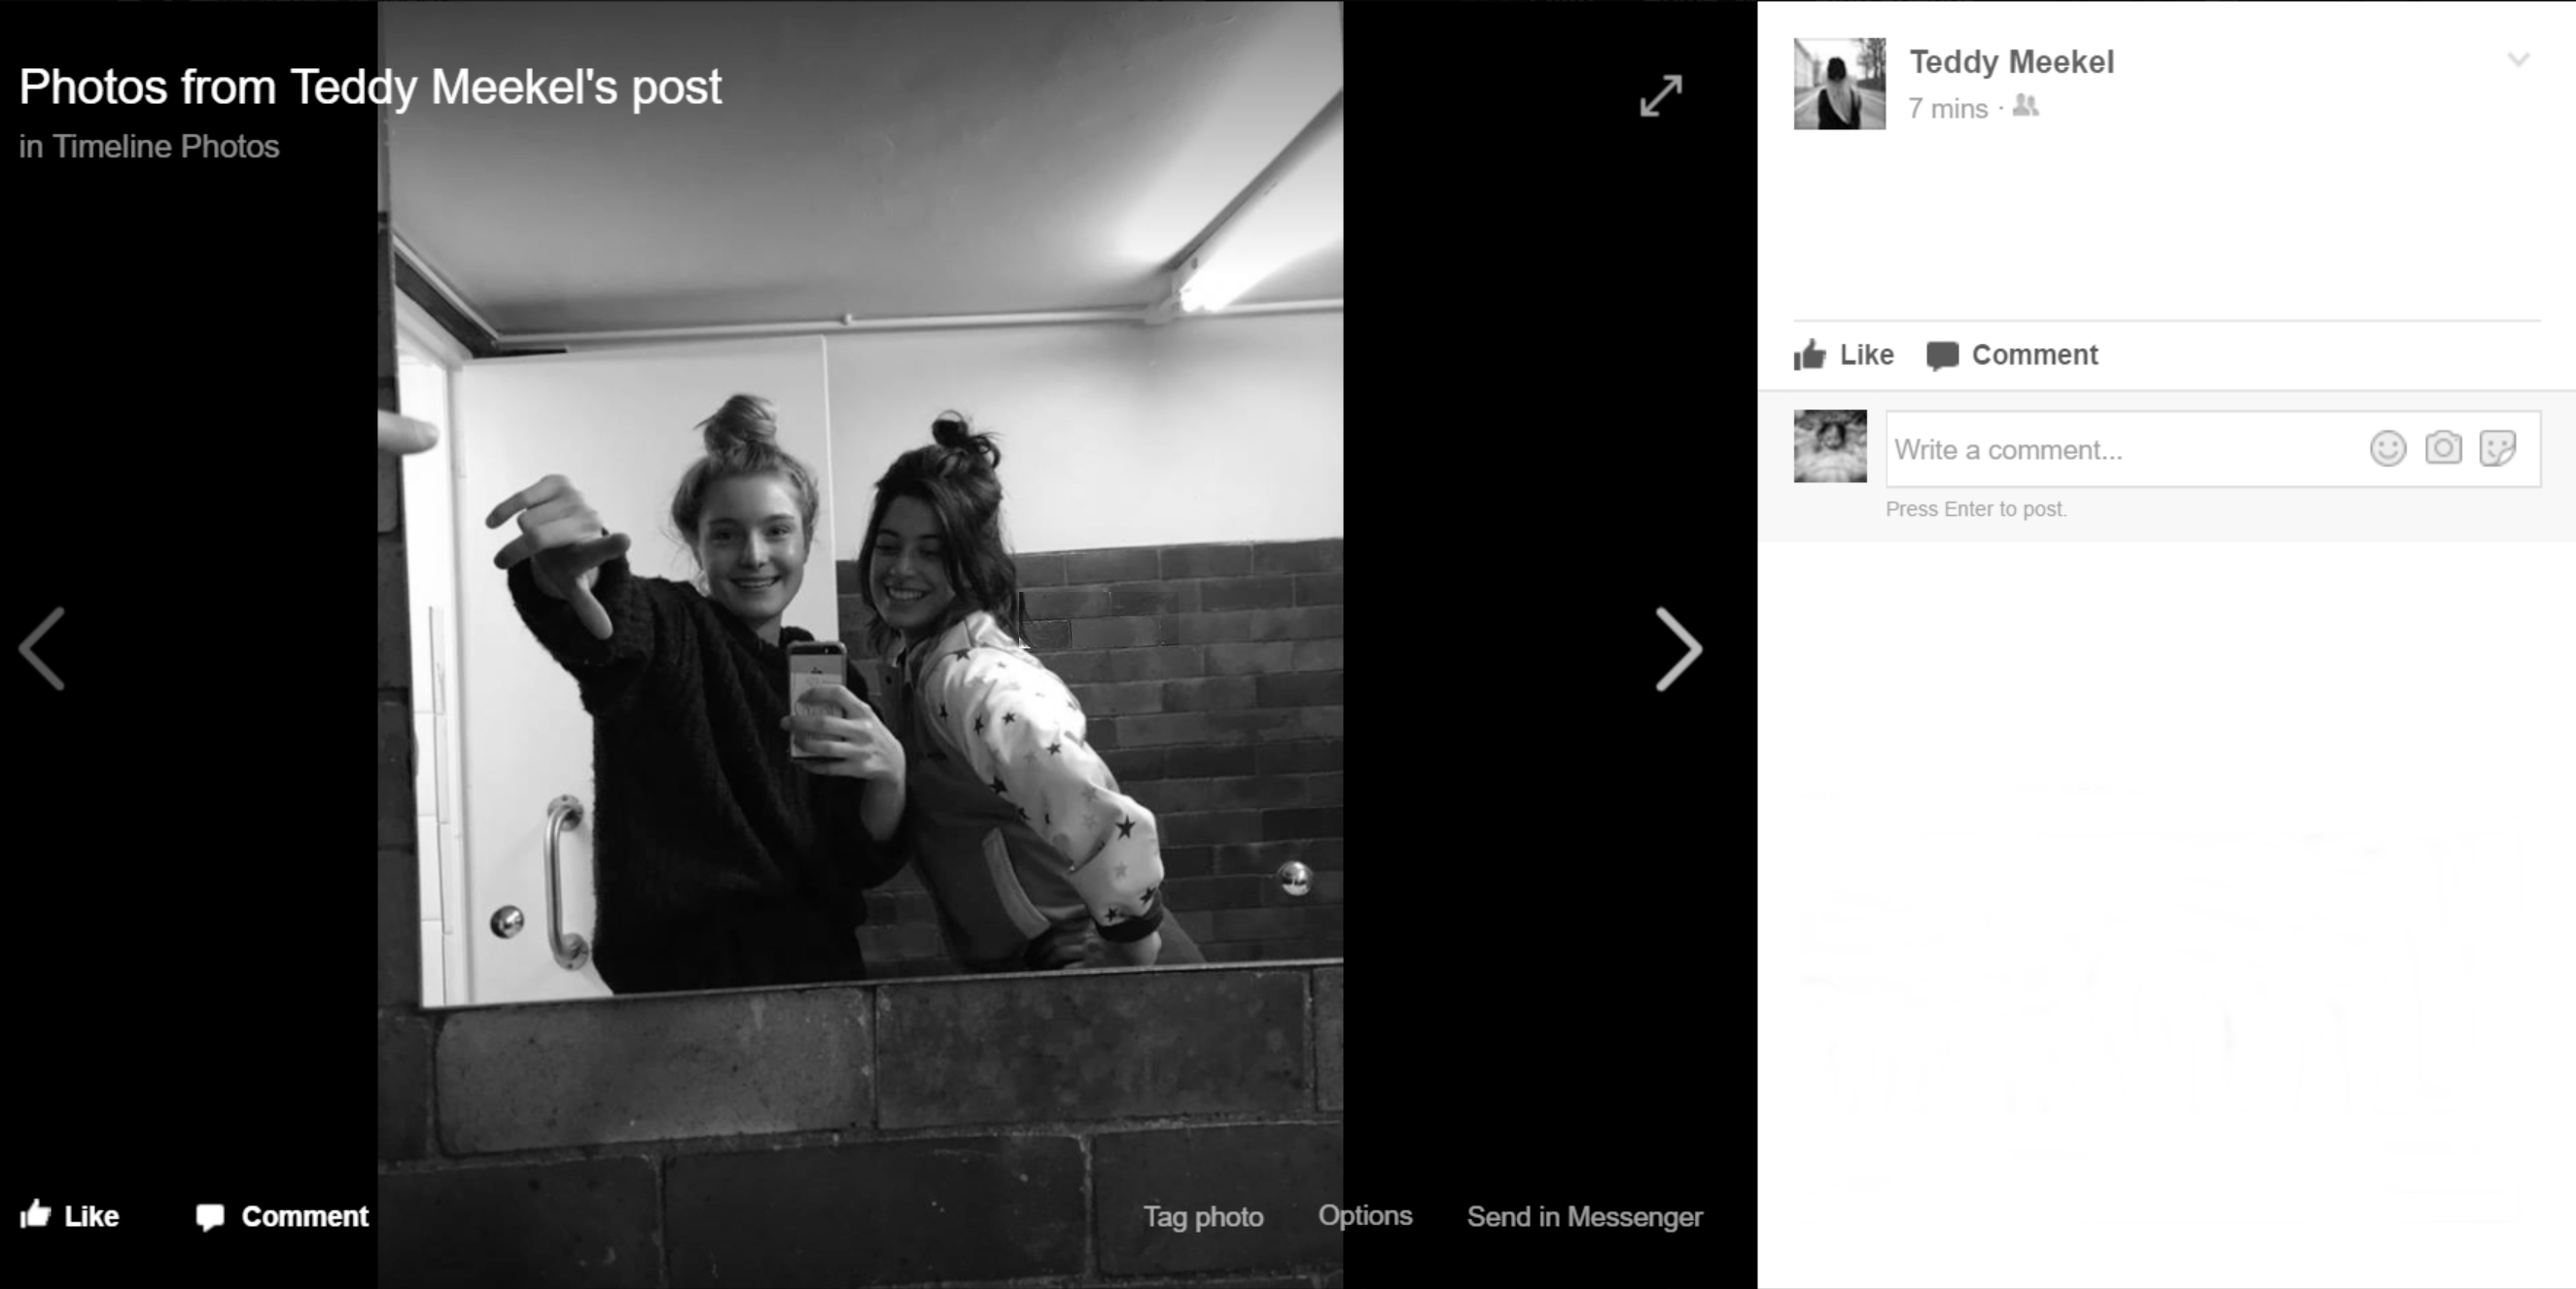 Photos from Teddy Meekel's post
in Timeline Photos
Like
Comment
Tag photo
Options
Send in Messenger
Teddy Meekel
7 mins ·
Like
Comment
Write a comment...
Press Enter to post.